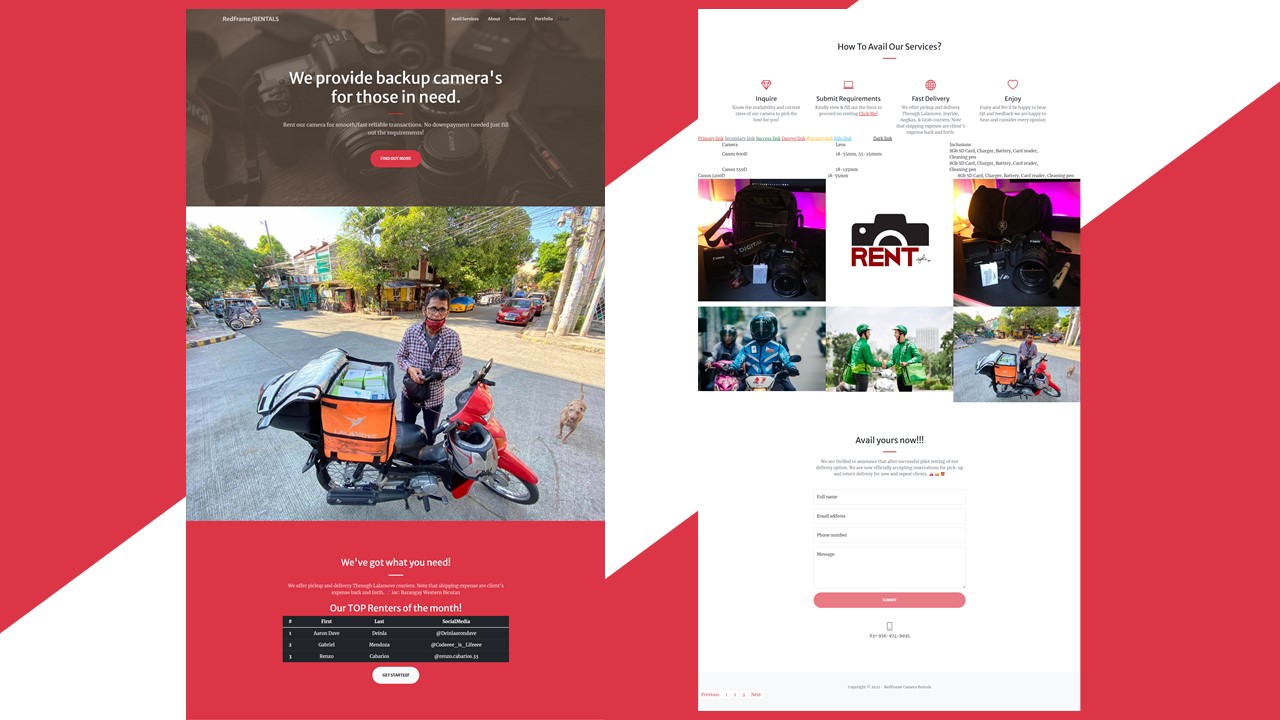 RedFrame/RENTALS
Avail Services About Services Portfolio
We provide backup camera's
for those in need.
Rent our camera for smooth/fast reliable transactions. No downpayment needed just fill
out the requirements!
FIND OUT MORE
We've got what you need!
We offer pickup and delivery Through Lalamove couriers. Note that shipping expense are client's
expense back and forth. loc: Barangay Western Bicutan
Our TOP Renters of the month!
# First Last SocialMedia
1 Aaron Dave Deinla @Deinlaarondave
2 Gabriel Mendoza @Codeeee_is_Lifeeee
3 Renzo Cabarios @renzo.cabarios.33
GET STARTED!
How To Avail Our Services?
Inquire
Know the availability and current
rates of our camera to pick the
best for you!
Submit Requirements
Kindly view & fill out the form to
proceed on renting Click Me!
Fast Delivery
We offer pickup and delivery
Through Lalamove, Joyride,
Angkas, & Grab couriers. Note
that shipping expense are client's
expense back and forth.
Enjoy
Enjoy and We'll be happy to hear
QA and feedback we are happy to
hear and consider every opinion
Primary link Secondary link Success link Danger link Warning link Info link Dark link
Camera Lens Inclusions
Canon 600D 18-55mm, 55-250mm 8Gb SD Card, Charger, Battery, Card reader,
Cleaning pen
Canon 550D 18-135mm 8Gb SD Card, Charger, Battery, Card reader,
Cleaning pen
Canon 1200D 18-55mm 8Gb SD Card, Charger, Battery, Card reader, Cleaning pen
DIGITAL
Canon
RENT
Canon
Avail yours now!!!
We are thrilled to announce that after successful pilot testing of our
delivery option. We are now officially accepting reservations for pick-up
and return delivery for new and repeat clients.
Full name
Email address
Phone number
Message
SUBMIT
63+ 956-974-9935
Copyright © 2021 - RedFrame Camera Rentals
Previous 1 2 3 Next